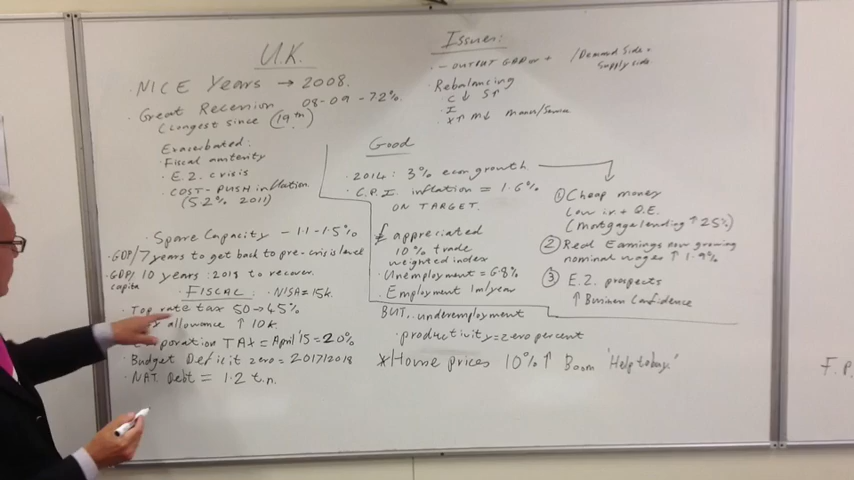 U.K.
NICE Years → 2008.
Great Recession 08-09 -7.2%.
(Longest since (19th)
Exaserbated:
· Fiscal austerity
· E.Z. crisis
· COST-PUSH inflation
(5.2% 2011)
· Spare Capacity - 1.1-1.5%
· GDP/7 years to get back to pre-crisis level
· GDP/ 10 years : 2018 to recover.
capita
FISCAL : · NISA = 15k.
· Top rate tax 50 → 45%
allowance ↑ 10k.
Corporation TAX = April '15 = 20%
· Budget Deficit zero = 2017/2018
· NAT. Debt = 1.2 t.n.
Issues:
· - OUTPUT GAP or + /Demand Side +
Supply side
· Rebalancing
C↓ S↑
I
X↑ M↓ Manu/Service
Good
· 2014: 3% econ growth
· C.P.I. inflation = 1.6%
ON TARGET.
£ appreciated
10% trade
weighted index
· Unemployment = 6.8%
· Employment 1m/year
① Cheap money
Low ir + Q.E.
(Mortgage lending ↑ 25%)
② Real Earnings now growing
nominal wages ↑ 1.9%
③ E.Z. prospects
↑ Business Confidence
BUT.. underemployment
· productivity = zero percent
* House prices 10% ↑ Boom 'Help to buy'
F.P.